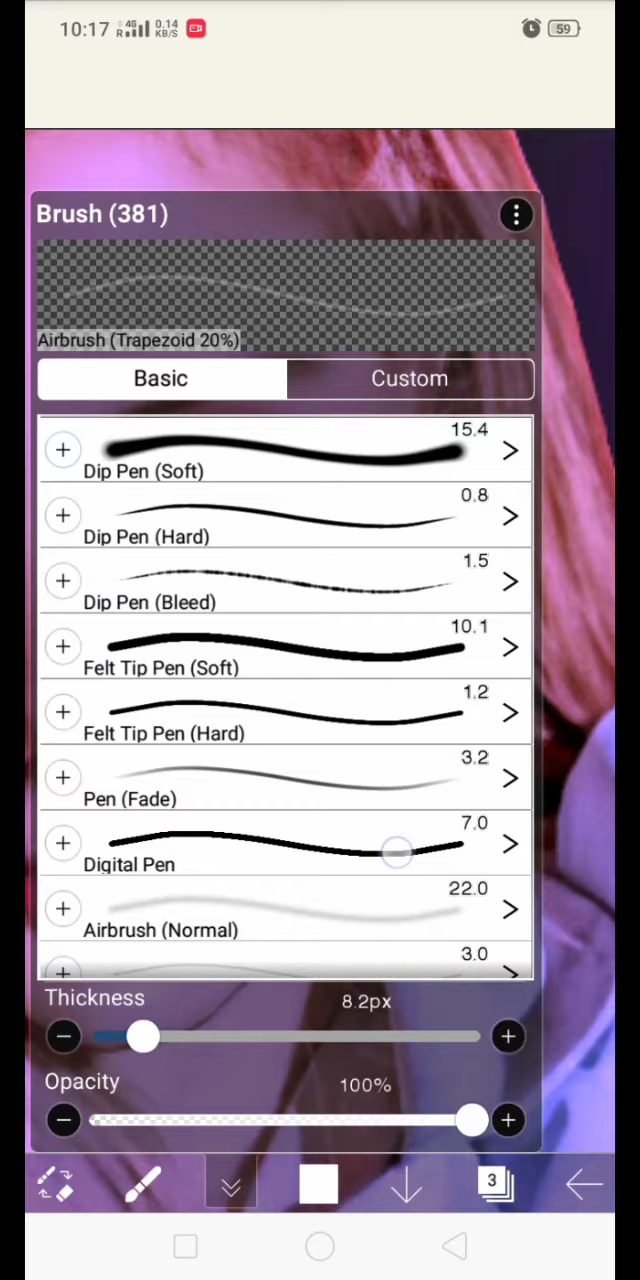 10:17 R 4G 0.14 KB/S 59
Brush (381)
Airbrush (Trapezoid 20%)
Basic Custom
15.4
Dip Pen (Soft)
0.8
Dip Pen (Hard)
1.5
Dip Pen (Bleed)
10.1
Felt Tip Pen (Soft)
1.2
Felt Tip Pen (Hard)
3.2
Pen (Fade)
7.0
Digital Pen
22.0
Airbrush (Normal)
3.0
Thickness 8.2px
Opacity 100%
3